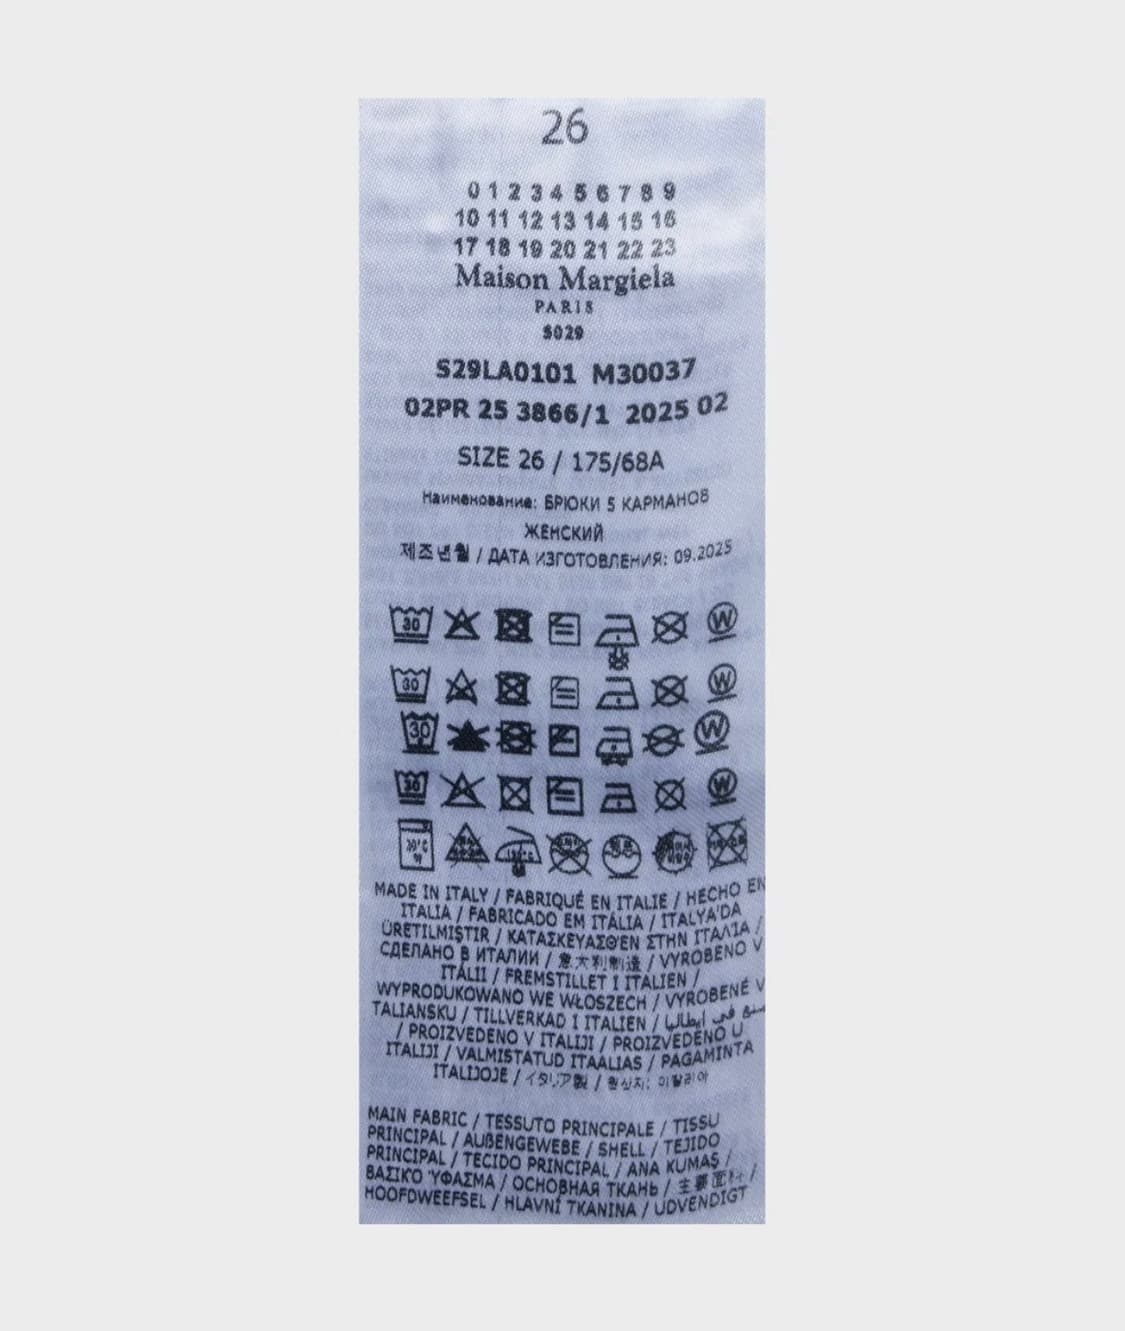 26
0 1 2 3 4 5 6 7 8 9
10 11 12 13 14 15 16
17 18 19 20 21 22 23
Maison Margiela
PARIS
S029
S29LA0101 M30037
02PR 25 3866/1 2025 02
SIZE 26 / 175/68A
Наименование: БРЮКИ 5 КАРМАНОВ
ЖЕНСКИЙ
제조년월 / ДАТА ИЗГОТОВЛЕНИЯ: 09.2025
30 W
30 W
30 W
30 W
MADE IN ITALY / FABRIQUÉ EN ITALIE / HECHO EN
ITALIA / FABRICADO EM ITÁLIA / ITALYA'DA
ÜRETILMIŞTIR / ΚΑΤΑΣΚΕΥΑΣΘΕΝ ΣΤΗΝ ΙΤΑΛΙΑ /
СДЕЛАНО В ИТАЛИИ / 意大利制造 / VYROBENO V
ITÁLII / FREMSTILLET I ITALIEN /
WYPRODUKOWANO WE WŁOSZECH / VYROBENÉ V
TALIANSKU / TILLVERKAD I ITALIEN / صنع في ايطاليا
/ PROIZVEDENO V ITALIJI / PROIZVEDENO U
ITALIJI / VALMISTATUD ITAALIAS / PAGAMINTA
ITALIJOJE / イタリア製 / 원산지: 이탈리아
MAIN FABRIC / TESSUTO PRINCIPALE / TISSU
PRINCIPAL / AUßENGEWEBE / SHELL / TEJIDO
PRINCIPAL / TECIDO PRINCIPAL / ANA KUMAŞ /
ΒΑΣΙΚΌ ΎΦΑΣΜΑ / ОСНОВНАЯ ТКАНЬ / 主要面料 /
HOOFDWEEFSEL / HLAVNÍ TKANINA / UDVENDIGT